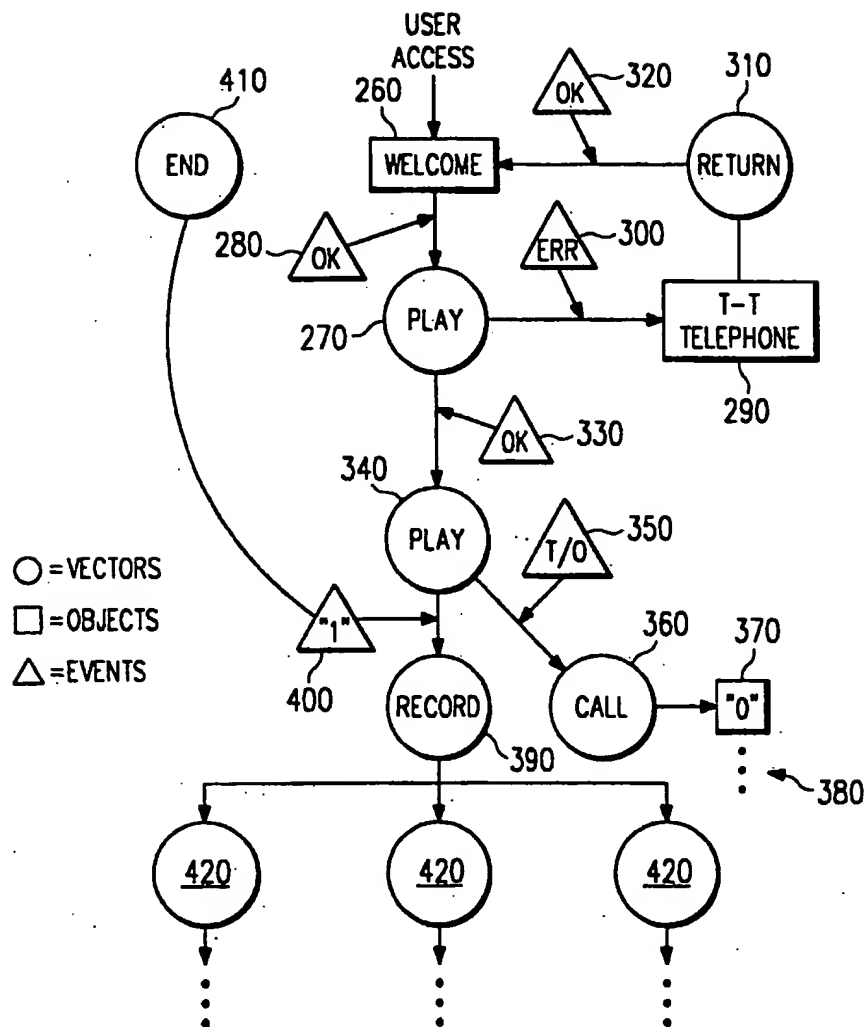 USER
ACCESS
410
260
OK
320
310
END
WELCOME
RETURN
280
OK
ERR
300
270
PLAY
T-T
TELEPHONE
290
OK
330
340
PLAY
T/O
350
○ = VECTORS
□ = OBJECTS
△ = EVENTS
"1"
400
360
370
RECORD
CALL
"0"
390
380
420
420
420